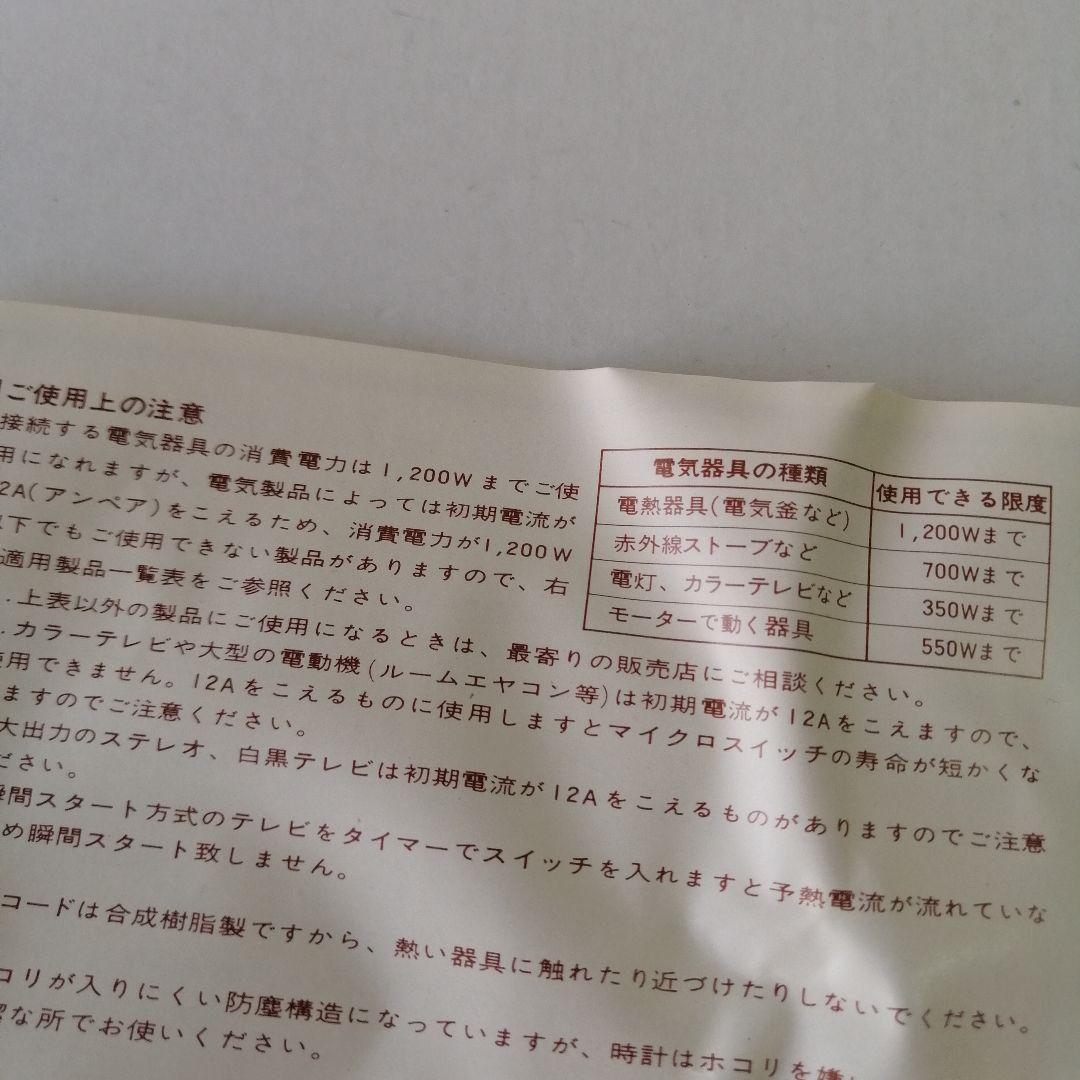 ご使用上の注意
接続する電気器具の消費電力は1,200Wまでご使
用になれますが、電気製品によっては初期電流が
2A(アンペア)をこえるため、消費電力が1,200W
以下でもご使用できない製品がありますので、右
適用製品一覧表をご参照ください。
電気器具の種類 使用できる限度
電熱器具(電気釜など) 1,200Wまで
赤外線ストーブなど 700Wまで
電灯、カラーテレビなど 350Wまで
モーターで動く器具 550Wまで
.上表以外の製品にご使用になるときは、最寄りの販売店にご相談ください。
.カラーテレビや大型の電動機(ルームエヤコン等)は初期電流が12Aをこえますので、
使用できません。12Aをこえるものに使用しますとマイクロスイッチの寿命が短かくな
ますのでご注意ください。
大出力のステレオ、白黒テレビは初期電流が12Aをこえるものがありますのでご注意
ださい。
瞬間スタート方式のテレビをタイマーでスイッチを入れますと予熱電流が流れていな
め瞬間スタート致しません。
コードは合成樹脂製ですから、熱い器具に触れたり近づけたりしないでください。
コリが入りにくい防塵構造になっていますが、時計はホコリを嫌
な所でお使いください。